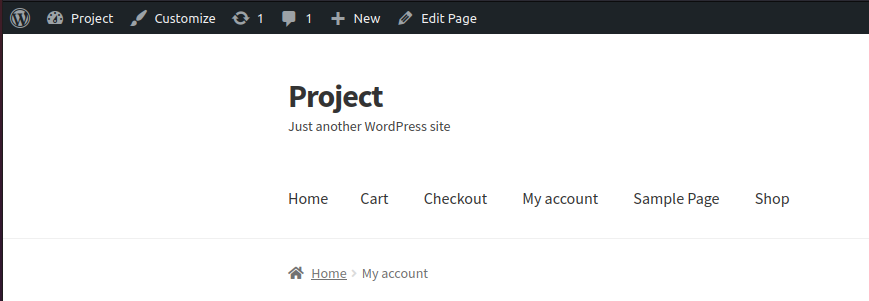 Project Customize 1 1 New Edit Page
Project
Just another WordPress site
Home Cart Checkout My account Sample Page Shop
Home My account